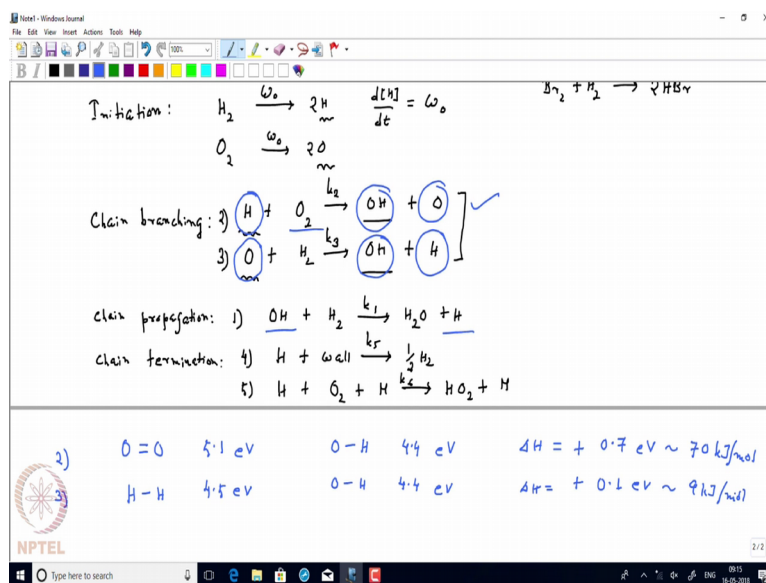 Note1 - Windows Journal
File Edit View Insert Actions Tools Help
100%
B I
Initiation: H₂ —ω₀→ 2H d[H]/dt = ω₀ Br₂ + H₂ → 2HBr
O₂ —ω₀→ 2O
Chain branching: 2) H + O₂ —k₂→ OH + O
3) O + H₂ —k₃→ OH + H
Chain propagation: 1) OH + H₂ —k₁→ H₂O + H
Chain termination: 4) H + wall —k₅→ ½H₂
5) H + O₂ + M —k₆→ HO₂ + M
2) O=O 5.1 eV O-H 4.4 eV ΔH = + 0.7 eV ~ 70 kJ/mol
3) H-H 4.5 eV O-H 4.4 eV ΔH = + 0.1 eV ~ 9 kJ/mol
NPTEL
2/2
Type here to search
ENG
09:15
16-05-2018